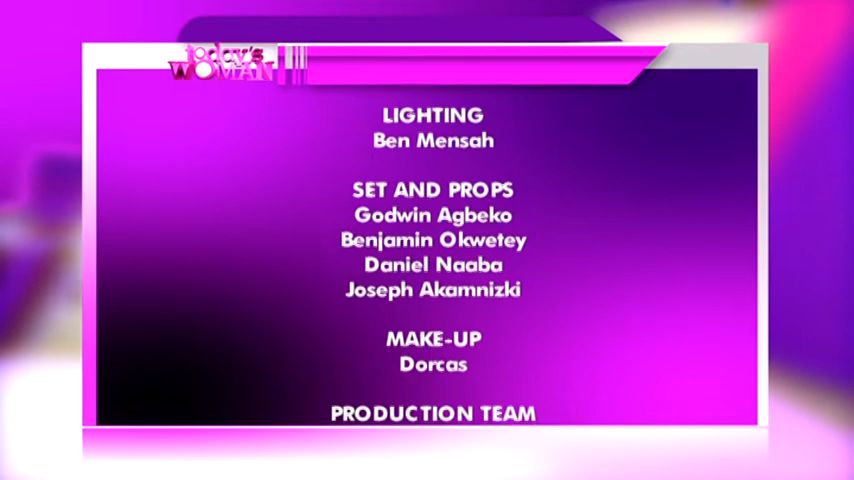 today's
WOMAN
LIGHTING
Ben Mensah
SET AND PROPS
Godwin Agbeko
Benjamin Okwetey
Daniel Naaba
Joseph Akamnizki
MAKE-UP
Dorcas
PRODUCTION TEAM